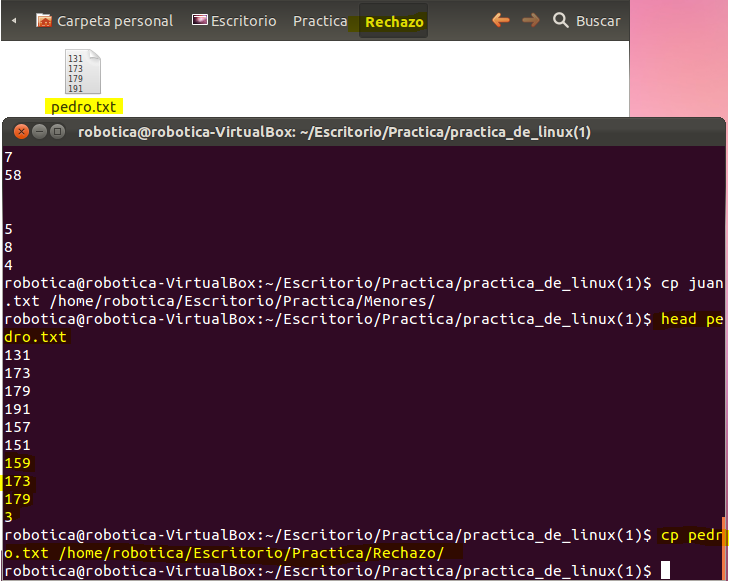 Carpeta personal Escritorio Practica Rechazo Buscar
131
173
179
191
pedro.txt
robotica@robotica-VirtualBox: ~/Escritorio/Practica/practica_de_linux(1)
7
58
5
8
4
robotica@robotica-VirtualBox:~/Escritorio/Practica/practica_de_linux(1)$ cp juan
.txt /home/robotica/Escritorio/Practica/Menores/
robotica@robotica-VirtualBox:~/Escritorio/Practica/practica_de_linux(1)$ head pe
dro.txt
131
173
179
191
157
151
159
173
179
3
robotica@robotica-VirtualBox:~/Escritorio/Practica/practica_de_linux(1)$ cp pedr
o.txt /home/robotica/Escritorio/Practica/Rechazo/
robotica@robotica-VirtualBox:~/Escritorio/Practica/practica_de_linux(1)$